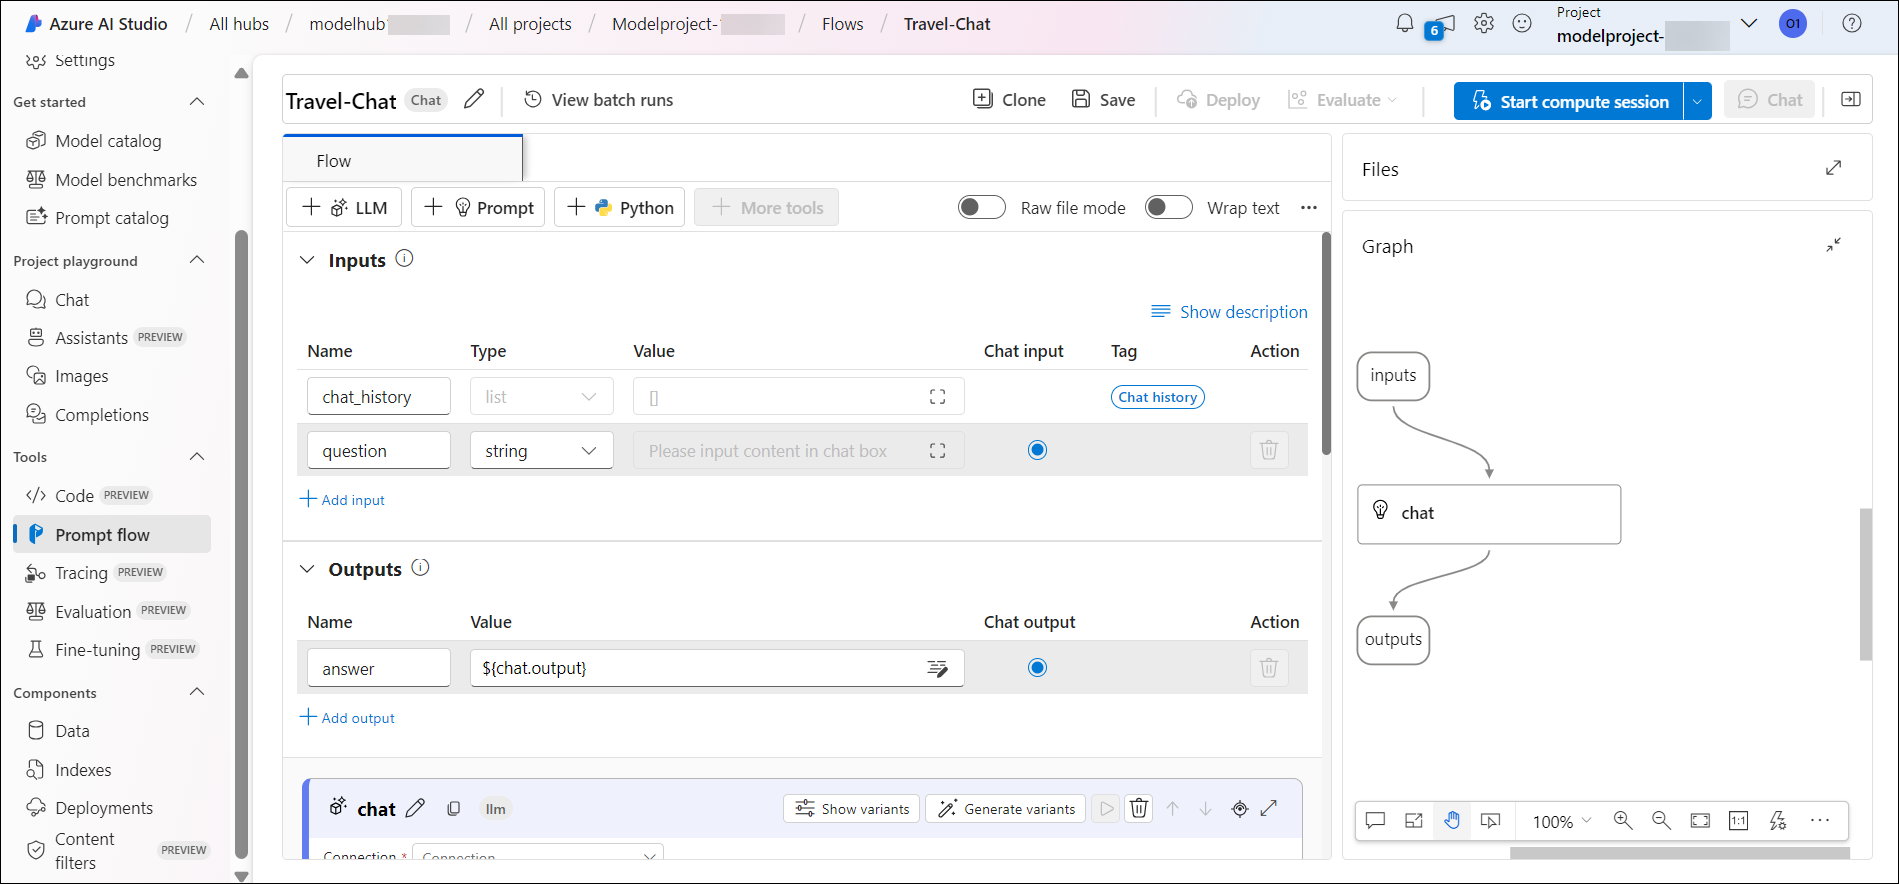 Azure AI Studio / All hubs / modelhub / All projects / Modelproject- / Flows / Travel-Chat
6
Project
modelproject-
01
Settings
Get started
Model catalog
Model benchmarks
Prompt catalog
Project playground
Chat
Assistants PREVIEW
Images
Completions
Tools
Code PREVIEW
Prompt flow
Tracing PREVIEW
Evaluation PREVIEW
Fine-tuning PREVIEW
Components
Data
Indexes
Deployments
Content filters PREVIEW
Travel-Chat Chat View batch runs Clone Save Deploy Evaluate Start compute session Chat
Flow
LLM Prompt Python More tools Raw file mode Wrap text ...
Inputs
Show description
Name Type Value Chat input Tag Action
chat_history list [] Chat history
question string Please input content in chat box
+ Add input
Outputs
Name Value Chat output Action
answer ${chat.output}
+ Add output
chat llm Show variants Generate variants
Connection * Connection
Files
Graph
inputs
chat
outputs
100% 1:1 ...